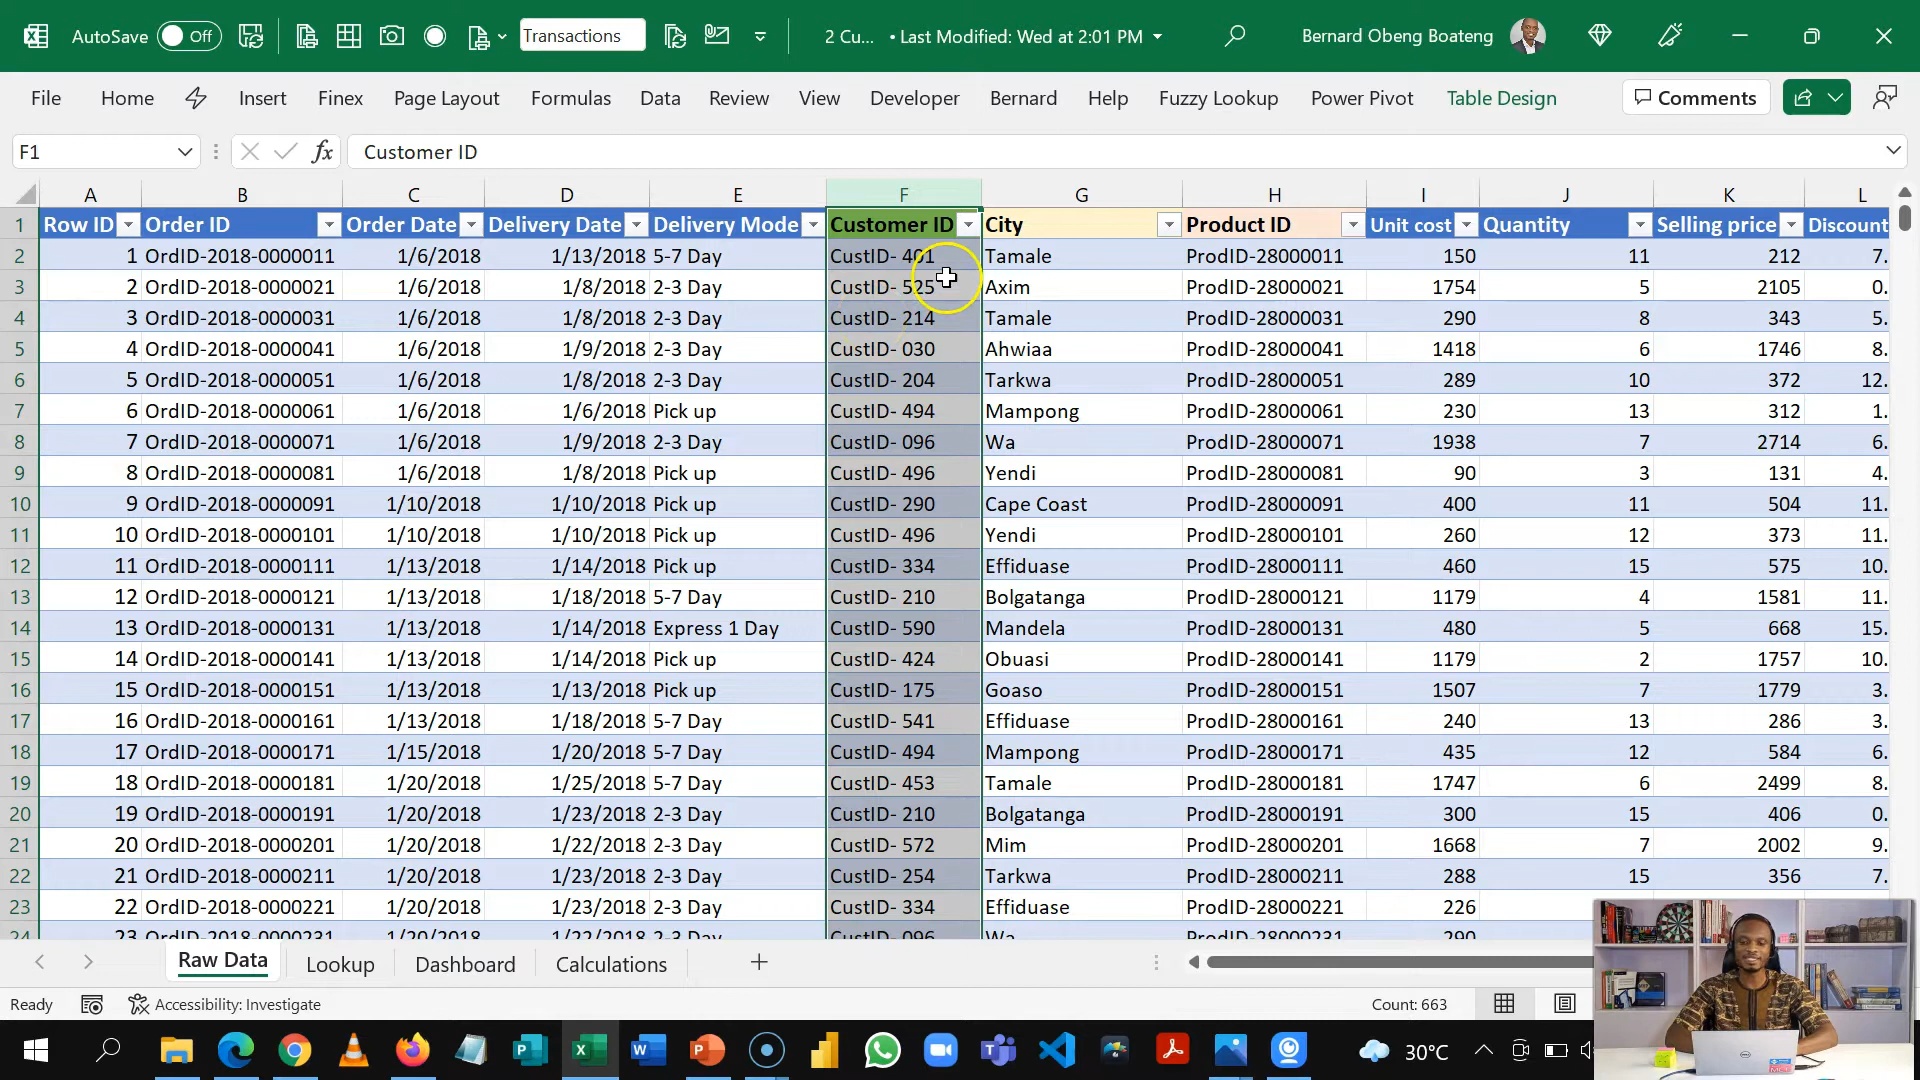 AutoSave Off Transactions 2 Cu... • Last Modified: Wed at 2:01 PM Bernard Obeng Boateng
File Home Insert Finex Page Layout Formulas Data Review View Developer Bernard Help Fuzzy Lookup Power Pivot Table Design Comments
F1 fx Customer ID
A B C D E F G H I J K L
1 Row ID Order ID Order Date Delivery Date Delivery Mode Customer ID City Product ID Unit cost Quantity Selling price Discount
2 1 OrdID-2018-0000011 1/6/2018 1/13/2018 5-7 Day CustID- 401 Tamale ProdID-28000011 150 11 212 7.
3 2 OrdID-2018-0000021 1/6/2018 1/8/2018 2-3 Day CustID- 525 Axim ProdID-28000021 1754 5 2105 0.
4 3 OrdID-2018-0000031 1/6/2018 1/8/2018 2-3 Day CustID- 214 Tamale ProdID-28000031 290 8 343 5.
5 4 OrdID-2018-0000041 1/6/2018 1/9/2018 2-3 Day CustID- 030 Ahwiaa ProdID-28000041 1418 6 1746 8.
6 5 OrdID-2018-0000051 1/6/2018 1/8/2018 2-3 Day CustID- 204 Tarkwa ProdID-28000051 289 10 372 12.
7 6 OrdID-2018-0000061 1/6/2018 1/6/2018 Pick up CustID- 494 Mampong ProdID-28000061 230 13 312 1.
8 7 OrdID-2018-0000071 1/6/2018 1/9/2018 2-3 Day CustID- 096 Wa ProdID-28000071 1938 7 2714 6.
9 8 OrdID-2018-0000081 1/6/2018 1/8/2018 Pick up CustID- 496 Yendi ProdID-28000081 90 3 131 4.
10 9 OrdID-2018-0000091 1/10/2018 1/10/2018 Pick up CustID- 290 Cape Coast ProdID-28000091 400 11 504 11.
11 10 OrdID-2018-0000101 1/10/2018 1/10/2018 Pick up CustID- 496 Yendi ProdID-28000101 260 12 373 11.
12 11 OrdID-2018-0000111 1/13/2018 1/14/2018 Pick up CustID- 334 Effiduase ProdID-28000111 460 15 575 10.
13 12 OrdID-2018-0000121 1/13/2018 1/18/2018 5-7 Day CustID- 210 Bolgatanga ProdID-28000121 1179 4 1581 11.
14 13 OrdID-2018-0000131 1/13/2018 1/14/2018 Express 1 Day CustID- 590 Mandela ProdID-28000131 480 5 668 15.
15 14 OrdID-2018-0000141 1/13/2018 1/14/2018 Pick up CustID- 424 Obuasi ProdID-28000141 1179 2 1757 10.
16 15 OrdID-2018-0000151 1/13/2018 1/13/2018 Pick up CustID- 175 Goaso ProdID-28000151 1507 7 1779 3.
17 16 OrdID-2018-0000161 1/13/2018 1/18/2018 5-7 Day CustID- 541 Effiduase ProdID-28000161 240 13 286 3.
18 17 OrdID-2018-0000171 1/15/2018 1/20/2018 5-7 Day CustID- 494 Mampong ProdID-28000171 435 12 584 6.
19 18 OrdID-2018-0000181 1/20/2018 1/25/2018 5-7 Day CustID- 453 Tamale ProdID-28000181 1747 6 2499 8.
20 19 OrdID-2018-0000191 1/20/2018 1/23/2018 2-3 Day CustID- 210 Bolgatanga ProdID-28000191 300 15 406 0.
21 20 OrdID-2018-0000201 1/20/2018 1/22/2018 2-3 Day CustID- 572 Mim ProdID-28000201 1668 7 2002 9.
22 21 OrdID-2018-0000211 1/20/2018 1/23/2018 2-3 Day CustID- 254 Tarkwa ProdID-28000211 288 15 356 7.
23 22 OrdID-2018-0000221 1/20/2018 1/23/2018 2-3 Day CustID- 334 Effiduase ProdID-28000221 226
24 23 OrdID-2018-0000231 1/20/2018 1/22/2018 2-3 Day CustID- 096 Wa ProdID-28000231 290
Raw Data Lookup Dashboard Calculations
Ready Accessibility: Investigate Count: 663
30°C